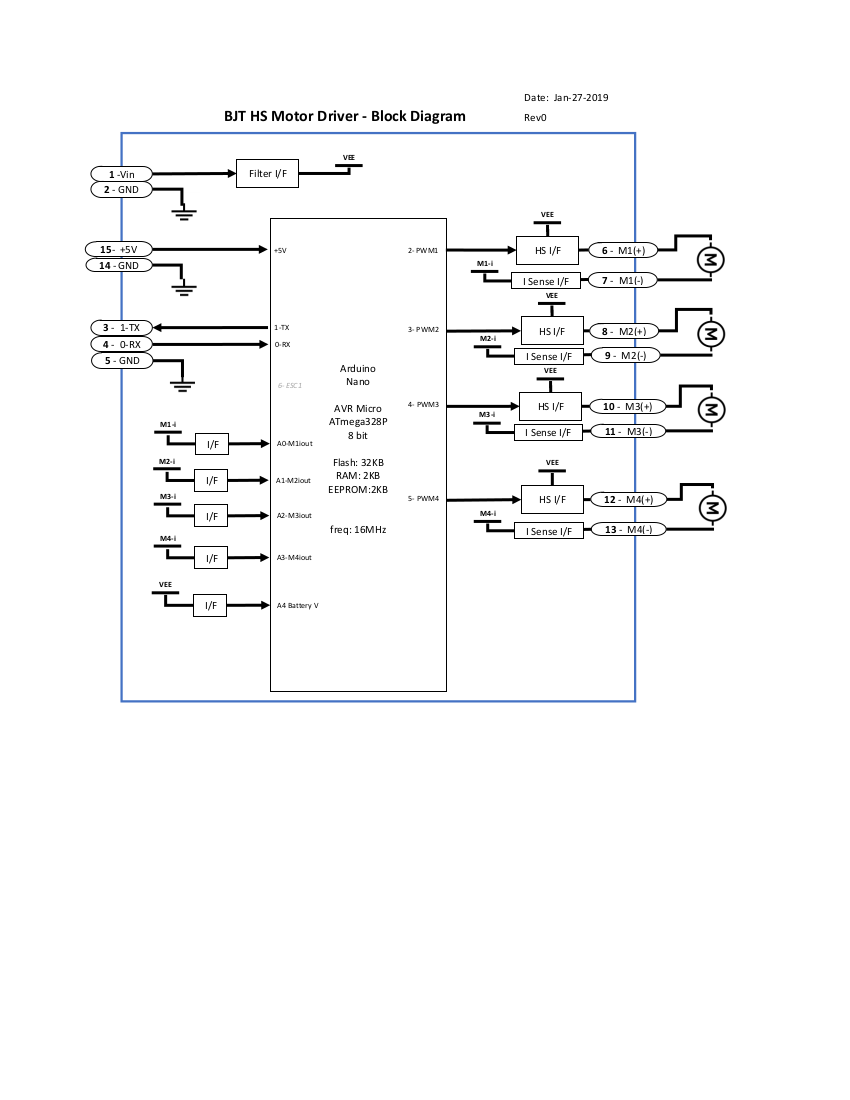 Date: Jan-27-2019
BJT HS Motor Driver - Block Diagram
Rev0
1 -Vin
Filter I/F
VEE
2 - GND
15 - +5V
+5V
14 - GND
3 - 1-TX
1-TX
4 - 0-RX
0-RX
5 - GND
6- ESC1
Arduino
Nano
AVR Micro
ATmega328P
8 bit
Flash: 32KB
RAM: 2KB
EEPROM:2KB
freq: 16MHz
M1-i
I/F
A0-M1iout
M2-i
I/F
A1-M2iout
M3-i
I/F
A2-M3iout
M4-i
I/F
A3-M4iout
VEE
I/F
A4 Battery V
VEE
2- PWM1
HS I/F
6 - M1(+)
M
M1-i
I Sense I/F
7 - M1(-)
VEE
3- PWM2
HS I/F
8 - M2(+)
M
M2-i
I Sense I/F
9 - M2(-)
VEE
4- PWM3
HS I/F
10 - M3(+)
M
M3-i
I Sense I/F
11 - M3(-)
VEE
5- PWM4
HS I/F
12 - M4(+)
M
M4-i
I Sense I/F
13 - M4(-)